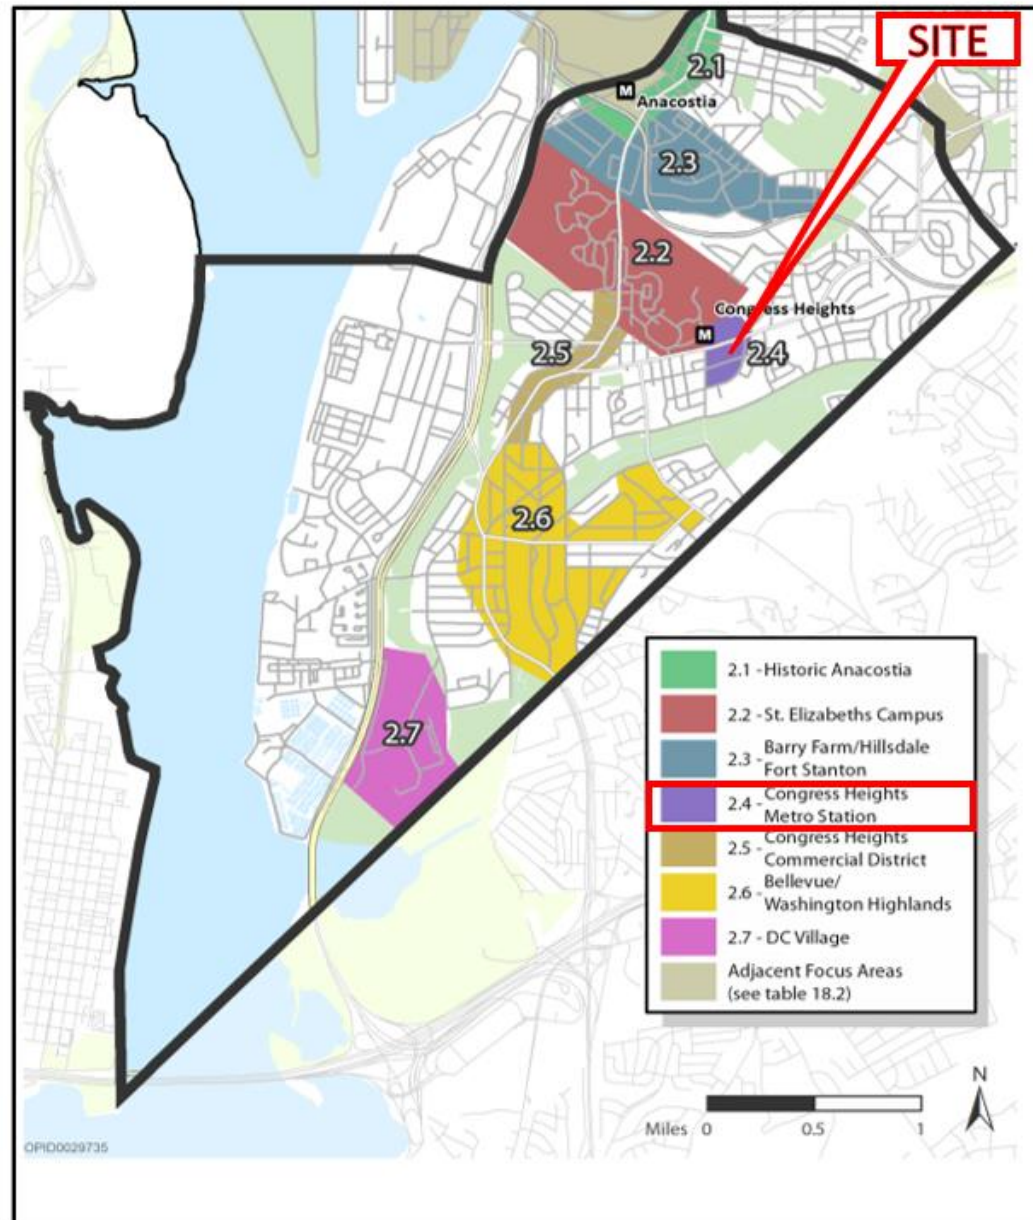 SITE
2.1
M
Anacostia
2.3
2.2
Congress Heights
M
2.5
2.4
2.6
2.7
2.1 - Historic Anacostia
2.2 - St. Elizabeths Campus
2.3 - Barry Farm/Hillsdale
Fort Stanton
2.4 - Congress Heights
Metro Station
2.5 - Congress Heights
Commercial District
2.6 - Bellevue/
Washington Highlands
2.7 - DC Village
Adjacent Focus Areas
(see table 18.2)
N
Miles 0 0.5 1
OPID0029735